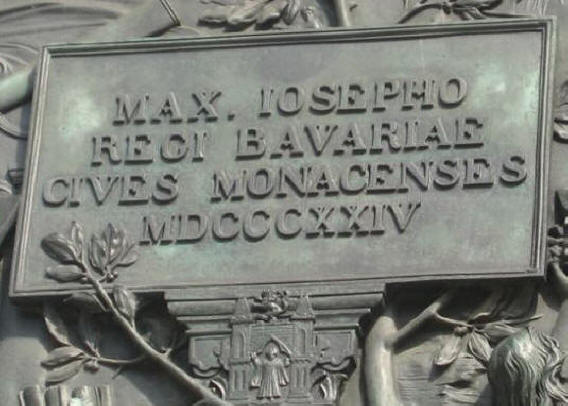 MAX. IOSEPHO
REGI BAVARIAE
CIVES MONACENSES
MDCCCXXIV